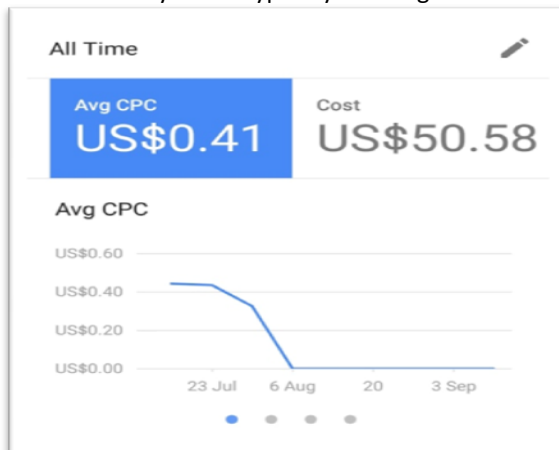 All Time
Avg CPC Cost
US$0.41 US$50.58
Avg CPC
US$0.60
US$0.40
US$0.20
US$0.00
23 Jul 6 Aug 20 3 Sep